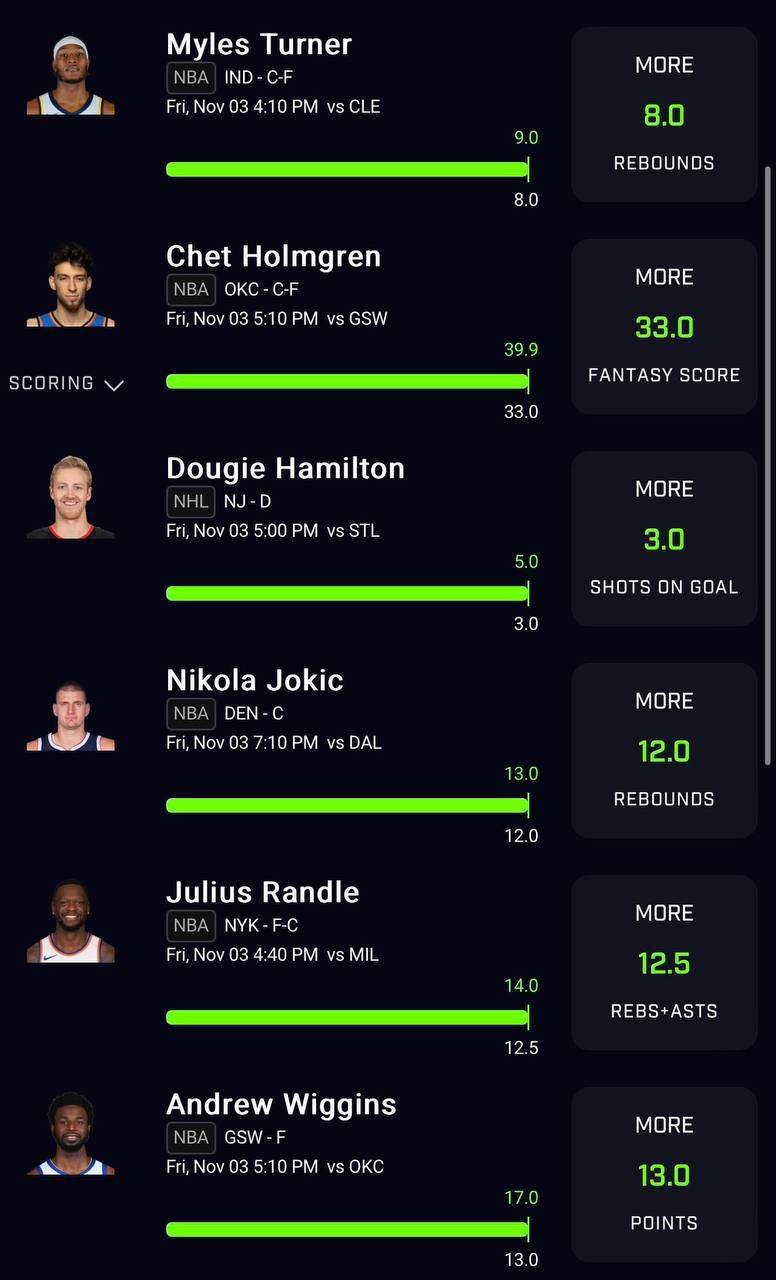 Myles Turner
NBA IND - C-F
Fri, Nov 03 4:10 PM vs CLE
9.0
8.0
MORE
8.0
REBOUNDS
Chet Holmgren
NBA OKC - C-F
Fri, Nov 03 5:10 PM vs GSW
SCORING
39.9
33.0
MORE
33.0
FANTASY SCORE
Dougie Hamilton
NHL NJ - D
Fri, Nov 03 5:00 PM vs STL
5.0
3.0
MORE
3.0
SHOTS ON GOAL
Nikola Jokic
NBA DEN - C
Fri, Nov 03 7:10 PM vs DAL
13.0
12.0
MORE
12.0
REBOUNDS
Julius Randle
NBA NYK - F-C
Fri, Nov 03 4:40 PM vs MIL
14.0
12.5
MORE
12.5
REBS+ASTS
Andrew Wiggins
NBA GSW - F
Fri, Nov 03 5:10 PM vs OKC
17.0
13.0
MORE
13.0
POINTS